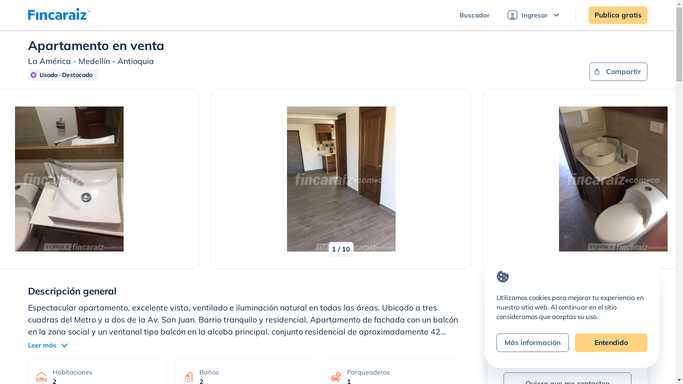 Fincaraiz
Buscador
Ingresar
Publica gratis
Apartamento en venta
La América - Medellín - Antioquia
Usado - Destacado
Compartir
fincaraiz.com.co
fincaraiz.com.co
1 / 10
Descripción general
Espectacular apartamento, excelente vista, ventilado e iluminación natural en todas las áreas. Ubicado a tres
cuadras del Metro y a dos de la Av. San Juan. Barrio tranquilo y residencial. Apartamento de fachada con un balcón
en la zona social y un ventanal tipo balcón en la alcoba principal, conjunto residencial de aproximadamente 42...
Leer más
Habitaciones
2
Baños
2
Parqueaderos
1
Utilizamos cookies para mejorar tu experiencia en
nuestro sitio web. Al continuar en el sitio
consideramos que aceptas su uso.
Más información
Entendido
Quiero que me contacten